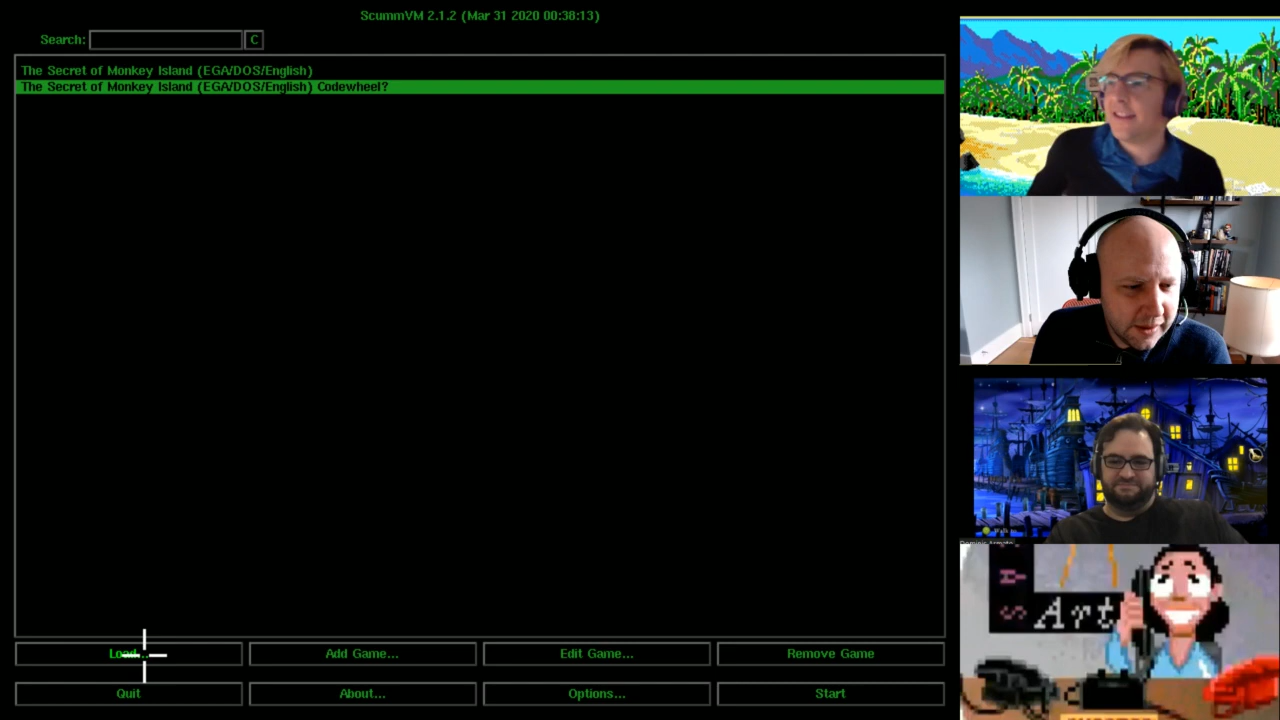 ScummVM 2.1.2 (Mar 31 2020 00:38:13)
Search:
C
The Secret of Monkey Island (EGA/DOS/English)
The Secret of Monkey Island (EGA/DOS/English) Codewheel?
Load...
Add Game...
Edit Game...
Remove Game
Quit
About...
Options...
Start
Art